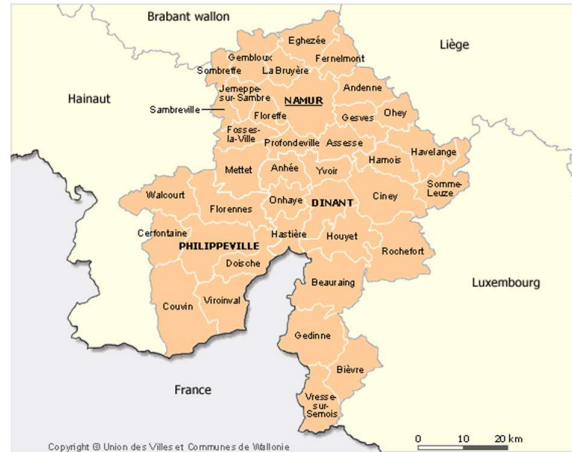 Brabant wallon
Liège
Hainaut
Eghezée
Gembloux
Fernelmont
Sombreffe
La Bruyère
Jemeppe-
sur-Sambre
NAMUR
Andenne
Sambreville
Floreffe
Gesves
Ohey
Fosses-
la-Ville
Profondeville
Assesse
Hamois
Havelange
Mettet
Anhée
Yvoir
Somme-
Leuze
Walcourt
Florennes
Onhaye
DINANT
Ciney
Cerfontaine
PHILIPPEVILLE
Hastière
Houyet
Rochefort
Doische
Beauraing
Luxembourg
Couvin
Viroinval
Gedinne
Bièvre
France
Vresse-
sur-
Semois
Copyright © Union des Villes et Communes de Wallonie
0 10 20 km